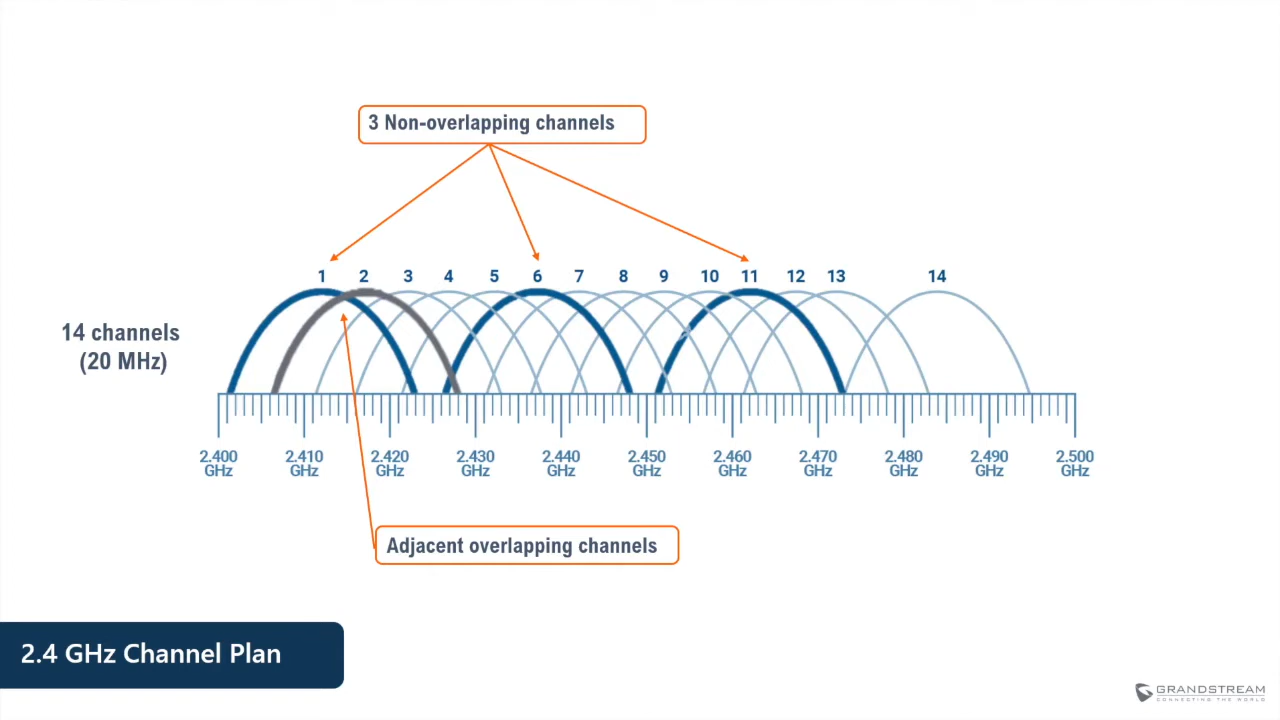 3 Non-overlapping channels
1 2 3 4 5 6 7 8 9 10 11 12 13 14
14 channels
(20 MHz)
2.400 GHz 2.410 GHz 2.420 GHz 2.430 GHz 2.440 GHz 2.450 GHz 2.460 GHz 2.470 GHz 2.480 GHz 2.490 GHz 2.500 GHz
Adjacent overlapping channels
2.4 GHz Channel Plan
GRANDSTREAM
CONNECTING THE WORLD